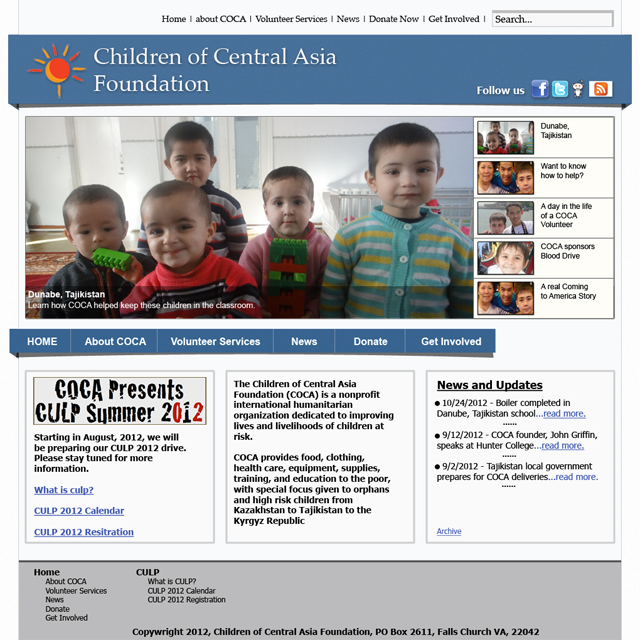 Home | about COCA | Volunteer Services | News | Donate Now | Get Involved | Search...
Children of Central Asia
Foundation
Follow us
Dunabe,
Tajikistan
Want to know
how to help?
A day in the life
of a COCA
Volunteer
COCA sponsors
Blood Drive
A real Coming
to America Story
Dunabe, Tajikistan
Learn how COCA helped keep these children in the classroom.
HOME About COCA Volunteer Services News Donate Get Involved
COCA Presents
CULP Summer 2012
Starting in August, 2012, we will
be preparing our CULP 2012 drive.
Please stay tuned for more
information.
What is culp?
CULP 2012 Calendar
CULP 2012 Resitration
The Children of Central Asia
Foundation (COCA) is a nonprofit
international humanitarian
organization dedicated to improving
lives and livelihoods of children at
risk.
COCA provides food, clothing,
health care, equipment, supplies,
training, and education to the poor,
with special focus given to orphans
and high risk children from
Kazakhstan to Tajikistan to the
Kyrgyz Republic
News and Updates
● 10/24/2012 - Boiler completed in
Danube, Tajikistan school...read more.
......
● 9/12/2012 - COCA founder, John Griffin,
speaks at Hunter College...read more.
......
● 9/2/2012 - Tajikistan local government
prepares for COCA deliveries...read more.
......
Archive
Home
About COCA
Volunteer Services
News
Donate
Get Involved
CULP
What is CULP?
CULP 2012 Calendar
CULP 2012 Registration
Copywright 2012, Children of Central Asia Foundation, PO Box 2611, Falls Church VA, 22042